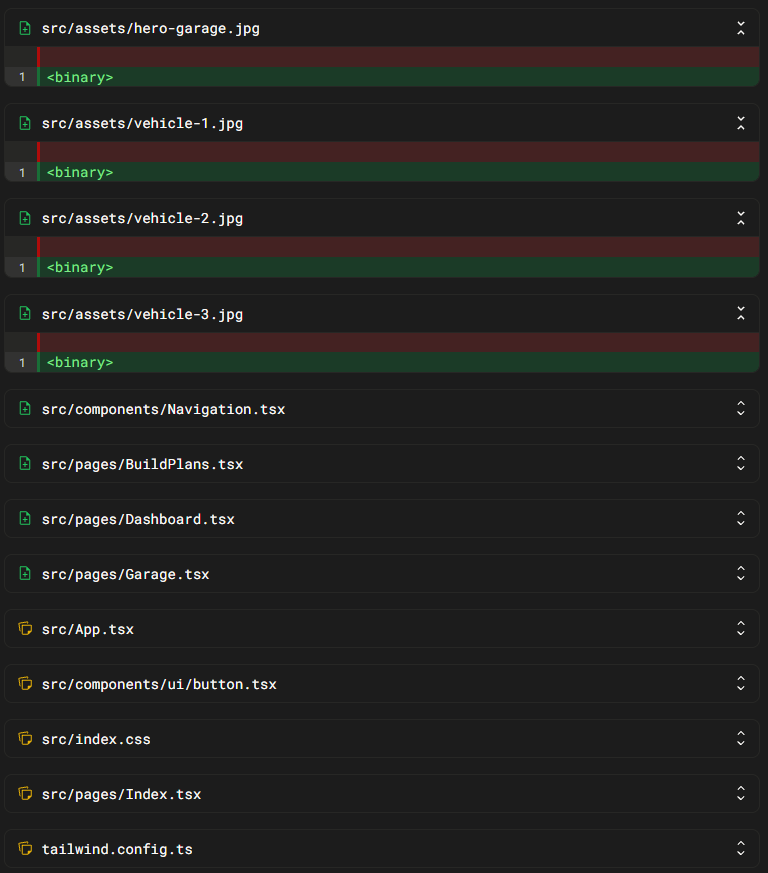 src/assets/hero-garage.jpg
1 <binary>
src/assets/vehicle-1.jpg
1 <binary>
src/assets/vehicle-2.jpg
1 <binary>
src/assets/vehicle-3.jpg
1 <binary>
src/components/Navigation.tsx
src/pages/BuildPlans.tsx
src/pages/Dashboard.tsx
src/pages/Garage.tsx
src/App.tsx
src/components/ui/button.tsx
src/index.css
src/pages/Index.tsx
tailwind.config.ts